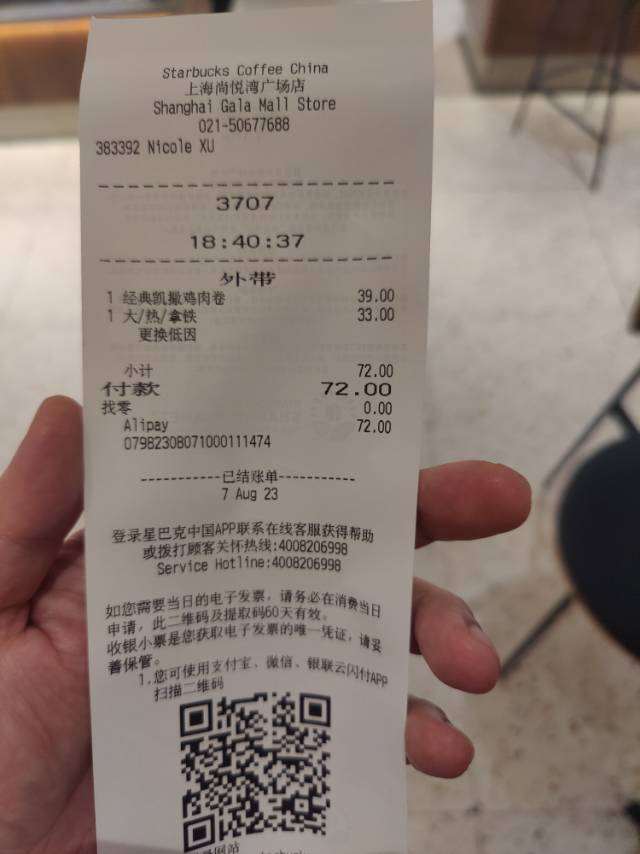 Starbucks Coffee China
上海尚悦湾广场店
Shanghai Gala Mall Store
021-50677688
383392 Nicole XU
3707
18:40:37
外带
1 经典凯撒鸡肉卷 39.00
1 大/热/拿铁 33.00
更换低因
小计 72.00
付款 72.00
找零 0.00
Alipay 72.00
07982308071000111474
-----------已结账单-----------
7 Aug 23
登录星巴克中国APP联系在线客服获得帮助
或拨打顾客关怀热线:4008206998
Service Hotline:4008206998
如您需要当日的电子发票，请务必在消费当日
申请，此二维码及提取码60天有效。
收银小票是您获取电子发票的唯一凭证，请妥
善保管。
1.您可使用支付宝、微信、银联云闪付APP
扫描二维码